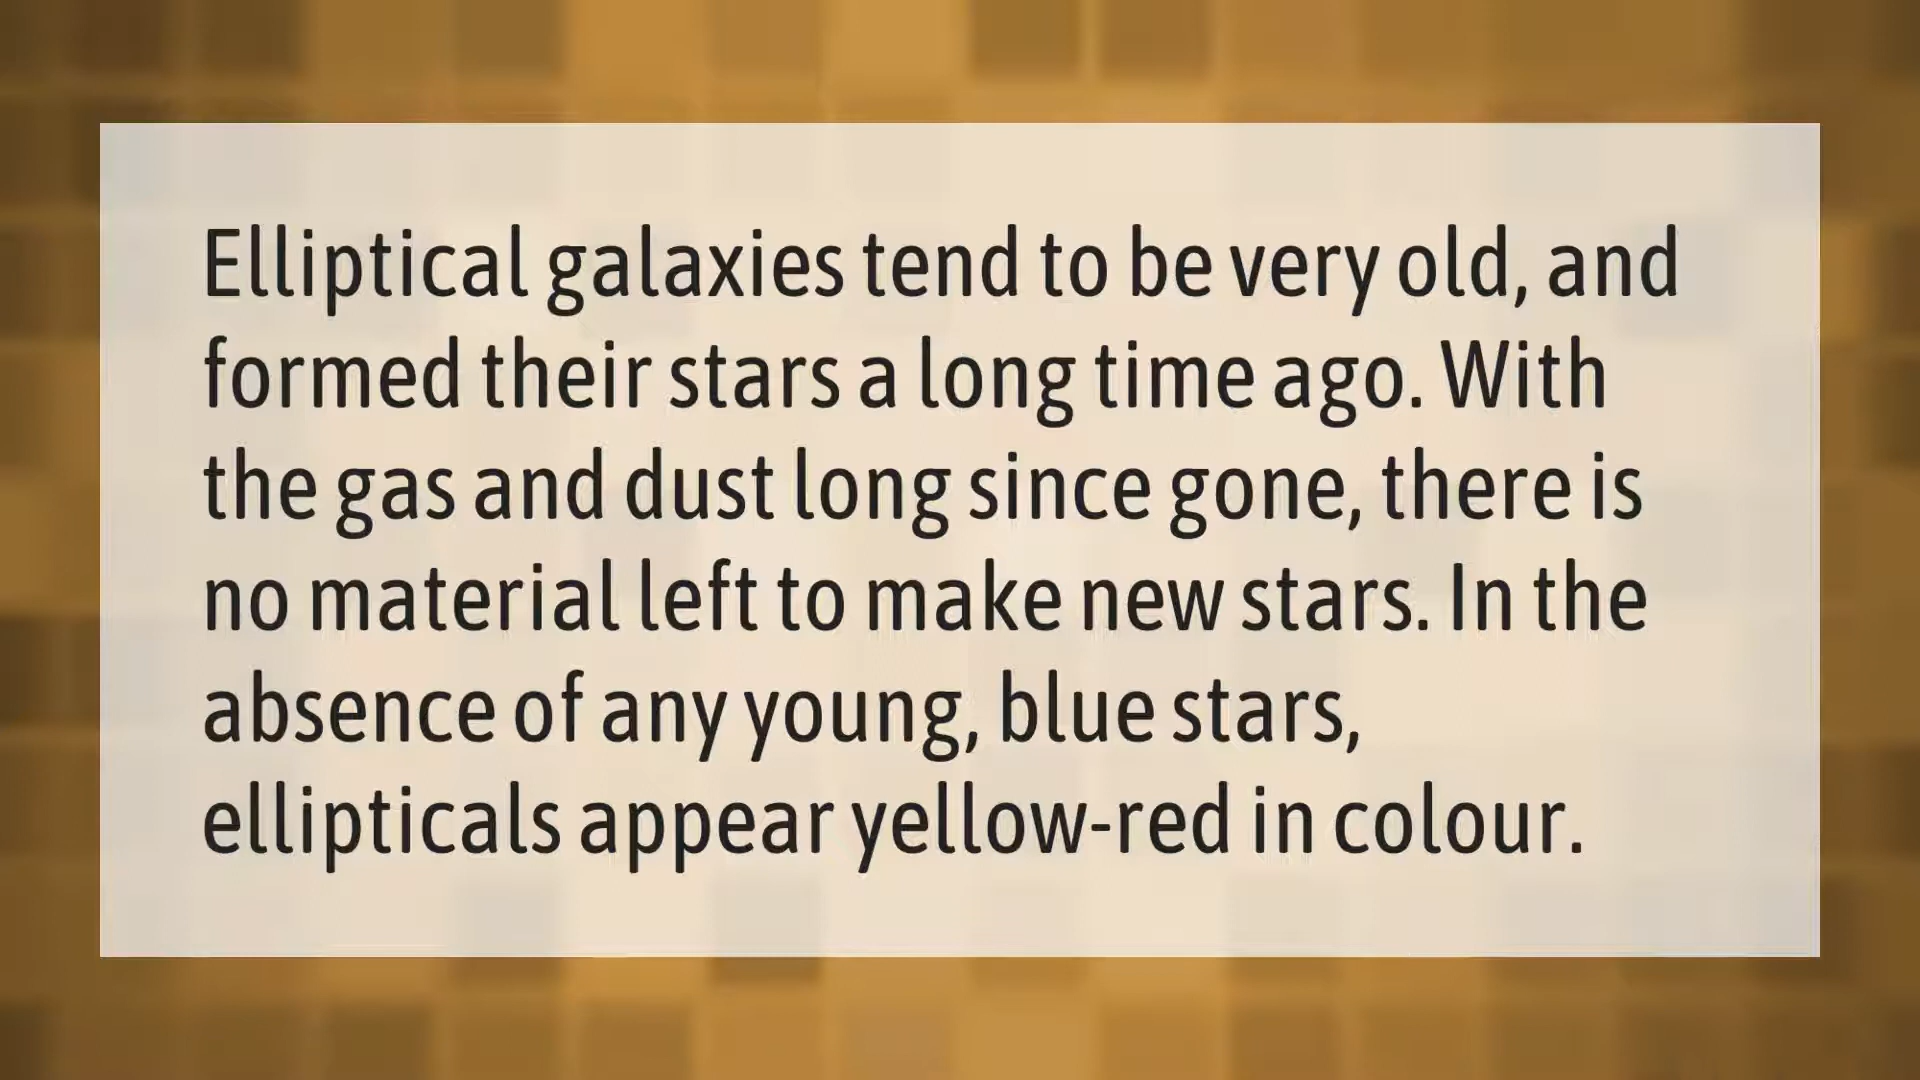 Elliptical galaxies tend to be very old, and
formed their stars a long time ago. With
the gas and dust long since gone, there is
no material left to make new stars. In the
absence of any young, blue stars,
ellipticals appear yellow-red in colour.